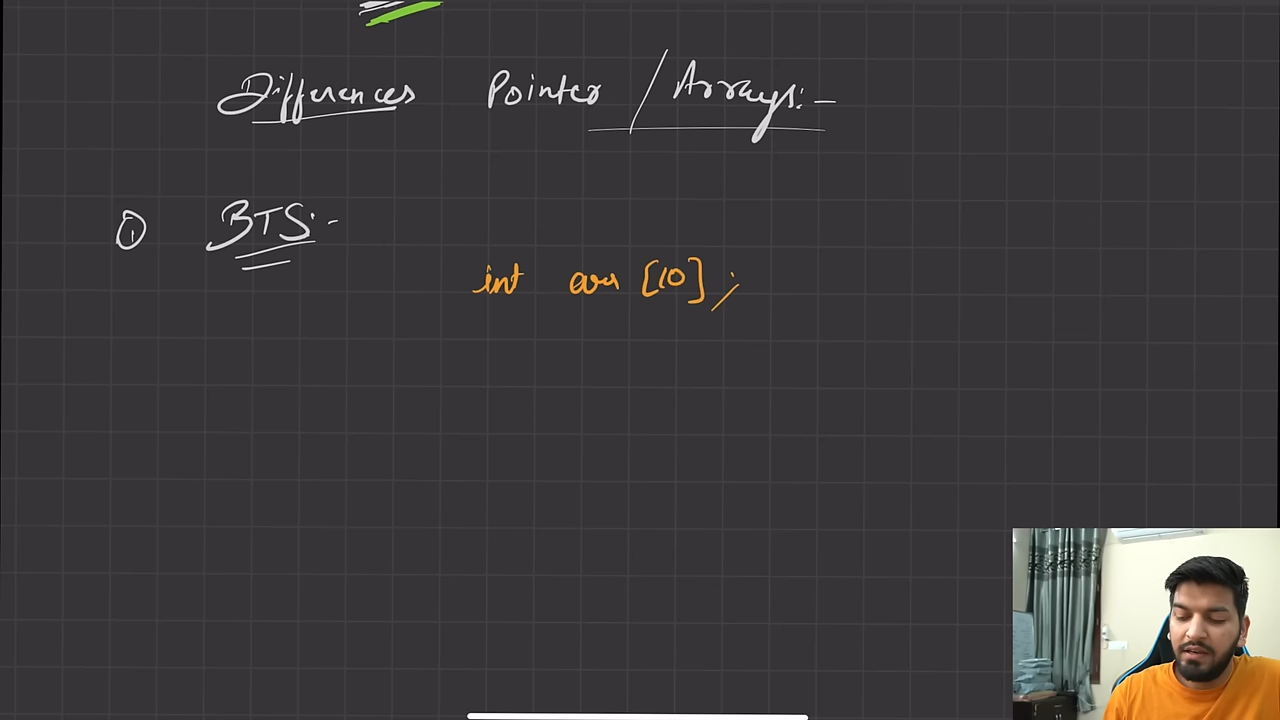 Differences Pointer / Arrays:-
① BTS:-
int arr [10];